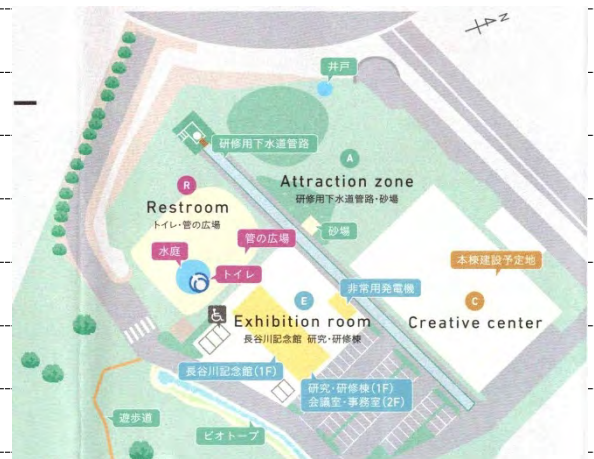 N
井戸
研修用下水道管路
A
Attraction zone
研修用下水道管路・砂場
R
Restroom
トイレ・管の広場
砂場
管の広場
水庭
トイレ
本棟建設予定地
非常用発電機
E
Exhibition room
長谷川記念館 研究・研修棟
C
Creative center
長谷川記念館(1F)
研究・研修棟(1F)
会議室・事務室(2F)
遊歩道
ビオトープ